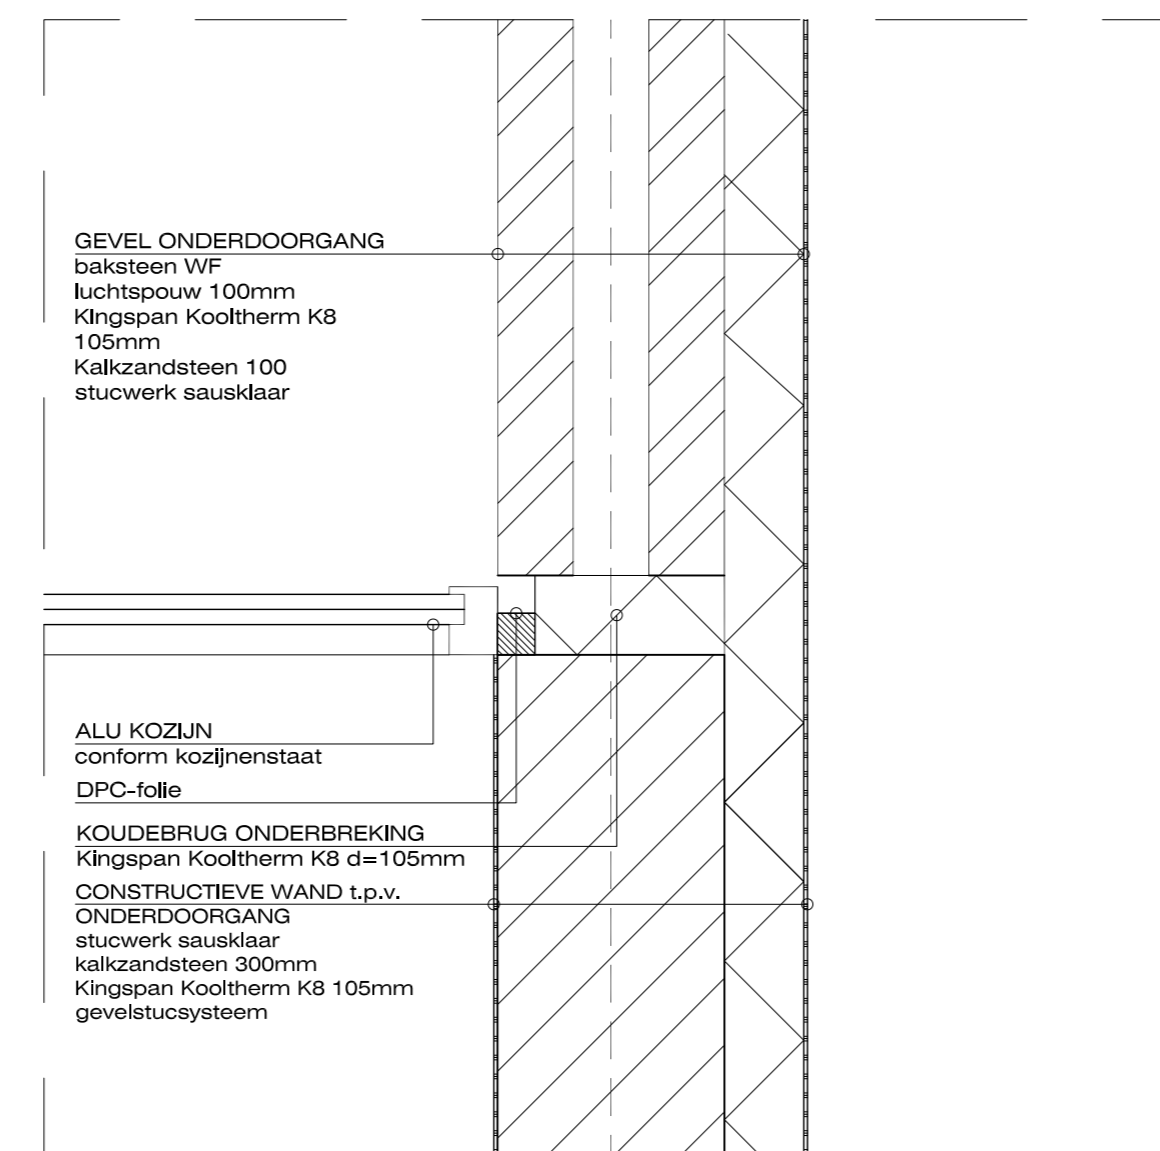 GEVEL ONDERDOORGANG
baksteen WF
luchtspouw 100mm
Kingspan Kooltherm K8
105mm
Kalkzandsteen 100
stucwerk sausklaar
ALU KOZIJN
conform kozijnenstaat
DPC-folie
KOUDEBRUG ONDERBREKING
Kingspan Kooltherm K8 d=105mm
CONSTRUCTIEVE WAND t.p.v.
ONDERDOORGANG
stucwerk sausklaar
kalkzandsteen 300mm
Kingspan Kooltherm K8 105mm
gevelstucsysteem